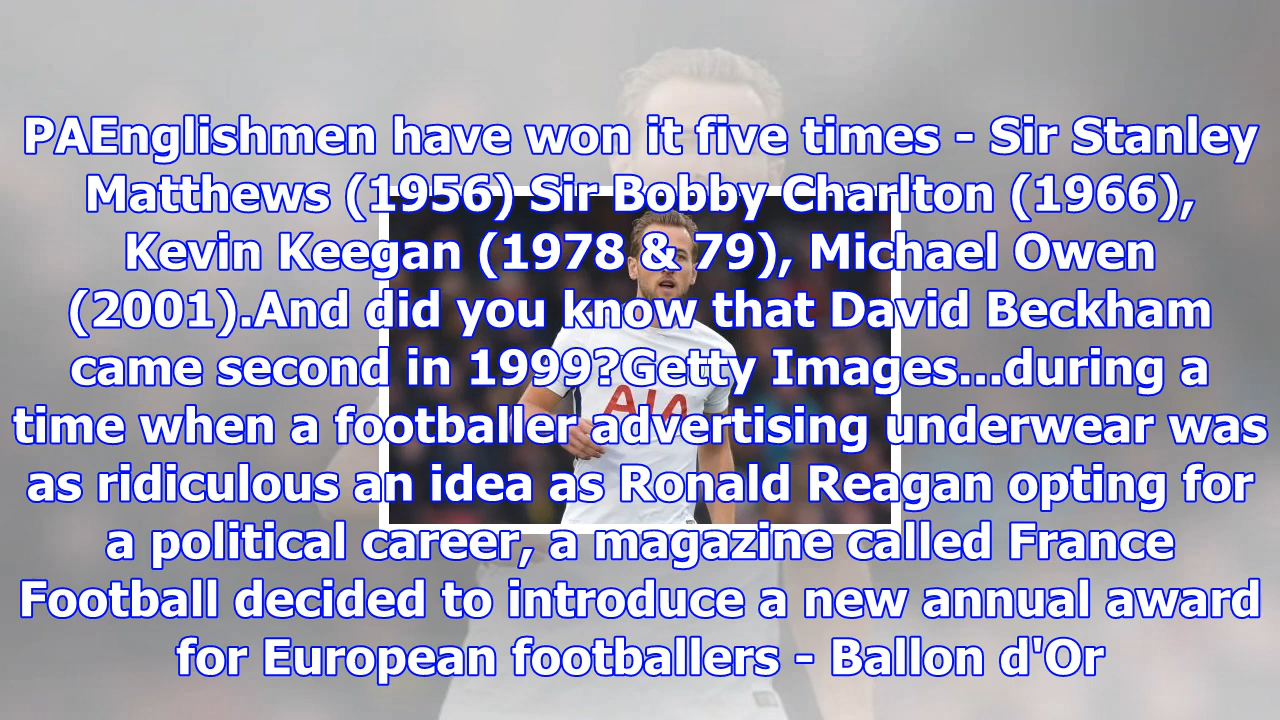 PAEnglishmen have won it five times - Sir Stanley
Matthews (1956) Sir Bobby Charlton (1966),
Kevin Keegan (1978 & 79), Michael Owen
(2001).And did you know that David Beckham
came second in 1999?Getty Images...during a
time when a footballer advertising underwear was
as ridiculous an idea as Ronald Reagan opting for
a political career, a magazine called France
Football decided to introduce a new annual award
for European footballers - Ballon d'Or
AIA